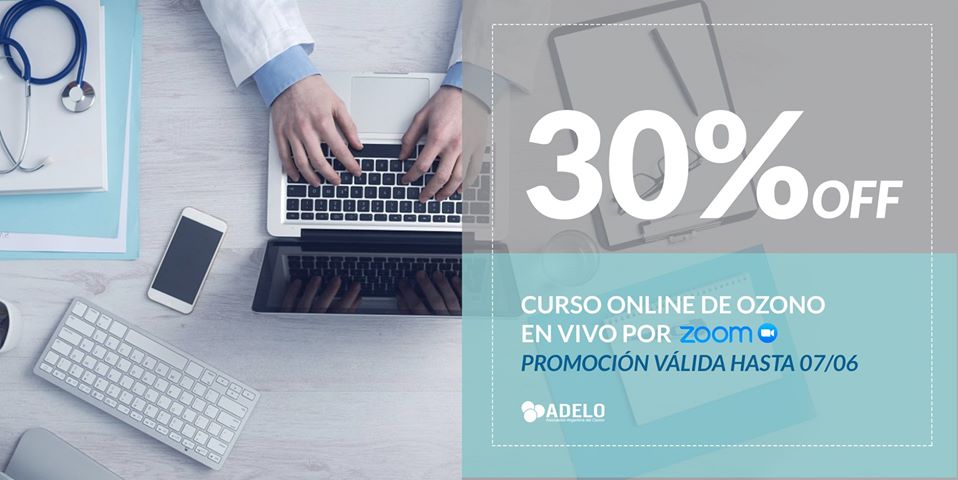 30% OFF
CURSO ONLINE DE OZONO
EN VIVO POR zoom
PROMOCIÓN VÁLIDA HASTA 07/06
ADELO